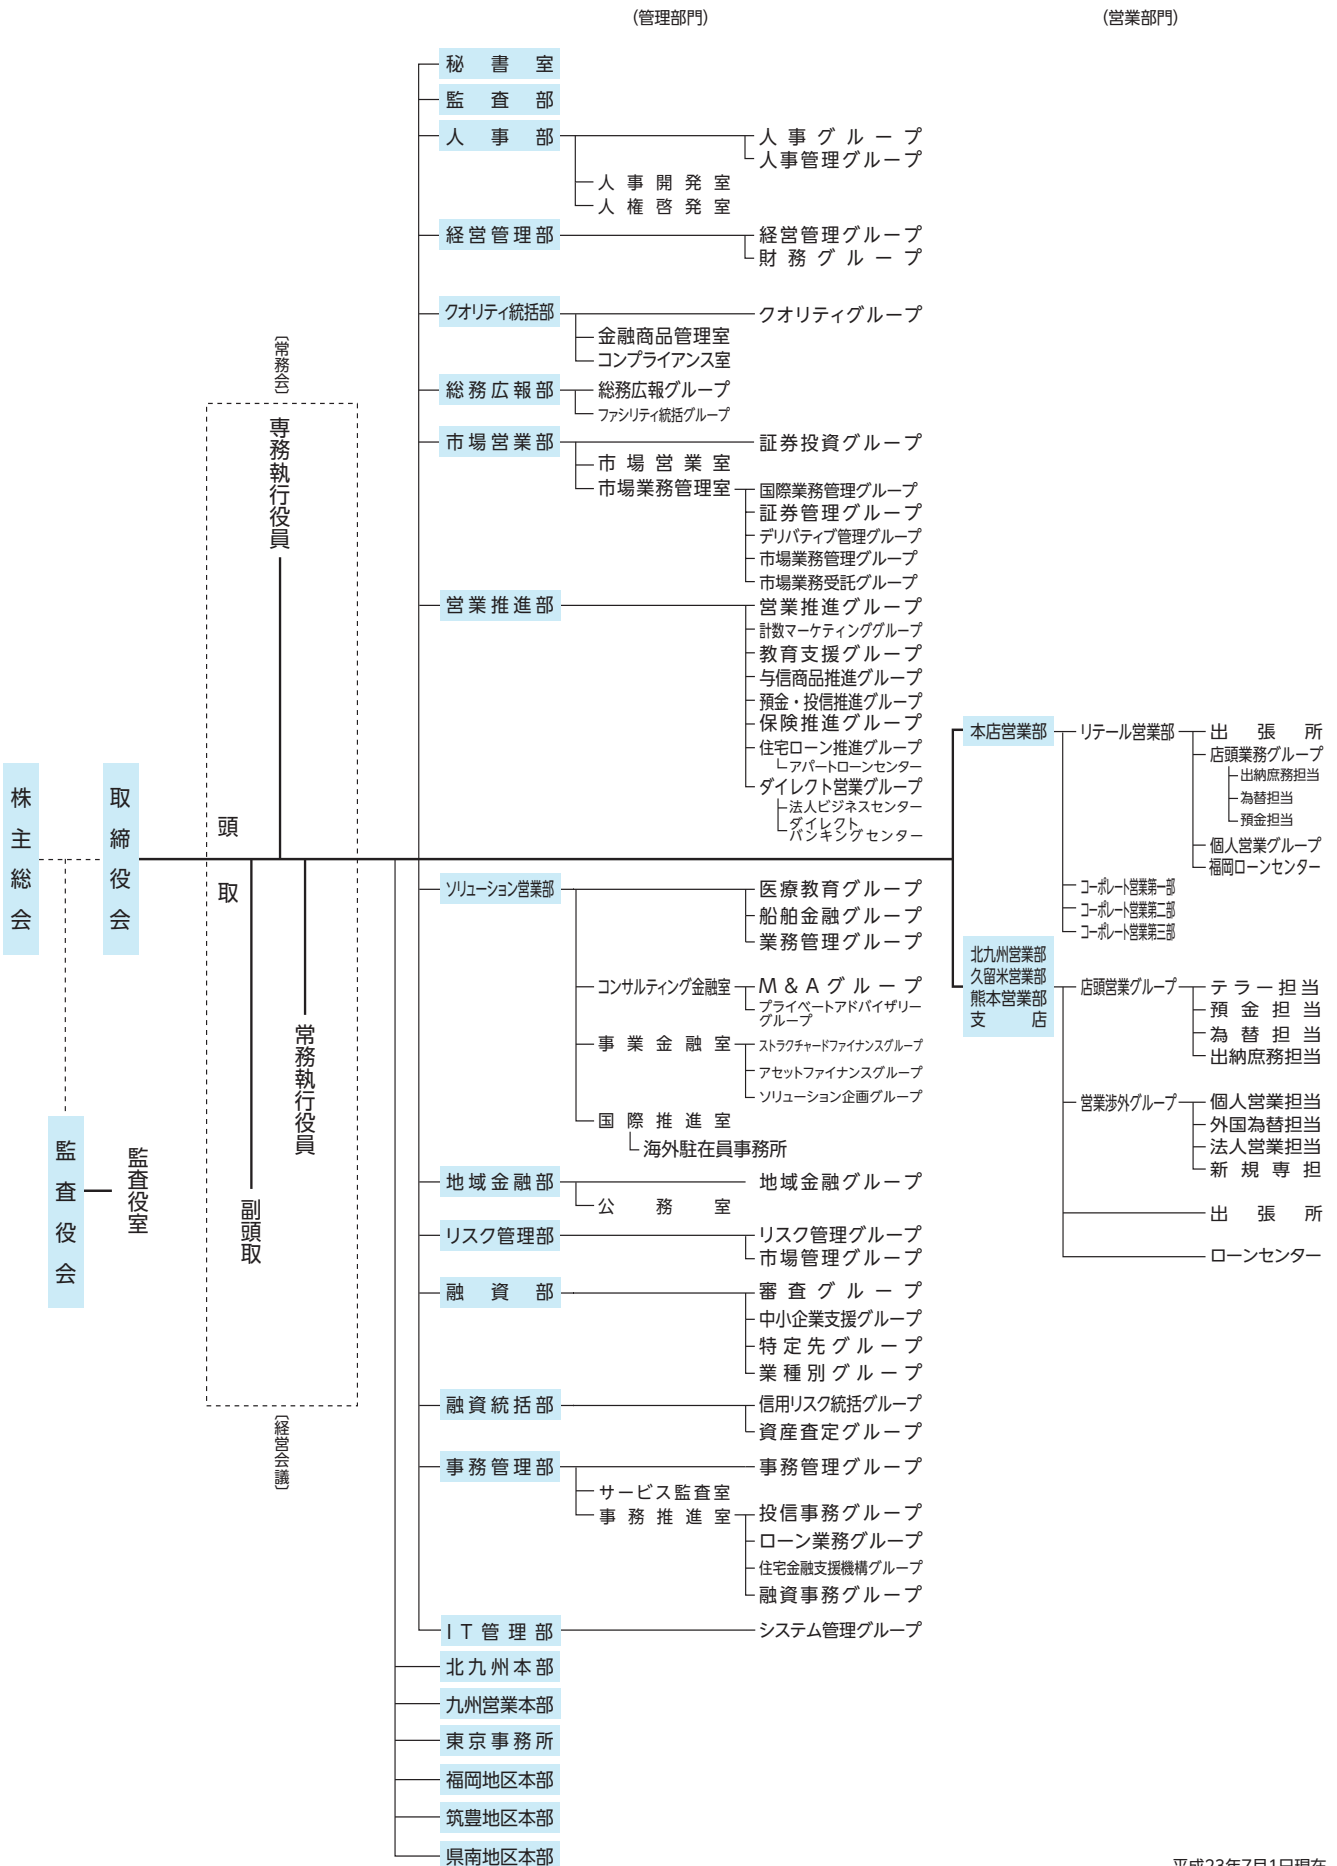 (管理部門)
(営業部門)
株主総会
取締役会
監査役会
監査役室
〔常務会〕
専務執行役員
頭取
常務執行役員
副頭取
〔経営会議〕
秘書室
監査部
人事部
人事グループ
人事管理グループ
人事開発室
人権啓発室
経営管理部
経営管理グループ
財務グループ
クオリティ統括部
クオリティグループ
金融商品管理室
コンプライアンス室
総務広報部
総務広報グループ
ファシリティ統括グループ
市場営業部
証券投資グループ
市場営業室
市場業務管理室
国際業務管理グループ
証券管理グループ
デリバティブ管理グループ
市場業務管理グループ
市場業務受託グループ
営業推進部
営業推進グループ
計数マーケティンググループ
教育支援グループ
与信商品推進グループ
預金・投信推進グループ
保険推進グループ
住宅ローン推進グループ
アパートローンセンター
ダイレクト営業グループ
法人ビジネスセンター
ダイレクト
バンキングセンター
ソリューション営業部
医療教育グループ
船舶金融グループ
業務管理グループ
コンサルティング金融室
M&Aグループ
プライベートアドバイザリー
グループ
事業金融室
ストラクチャードファイナンスグループ
アセットファイナンスグループ
ソリューション企画グループ
国際推進室
海外駐在員事務所
地域金融部
地域金融グループ
公務室
リスク管理部
リスク管理グループ
市場管理グループ
融資部
審査グループ
中小企業支援グループ
特定先グループ
業種別グループ
融資統括部
信用リスク統括グループ
資産査定グループ
事務管理部
事務管理グループ
サービス監査室
事務推進室
投信事務グループ
ローン業務グループ
住宅金融支援機構グループ
融資事務グループ
IT管理部
システム管理グループ
北九州本部
九州営業本部
東京事務所
福岡地区本部
筑豊地区本部
県南地区本部
本店営業部
リテール営業部
出張所
店頭業務グループ
出納庶務担当
為替担当
預金担当
個人営業グループ
福岡ローンセンター
コーポレート営業第一部
コーポレート営業第二部
コーポレート営業第三部
北九州営業部
久留米営業部
熊本営業部
支店
店頭営業グループ
テラー担当
預金担当
為替担当
出納庶務担当
営業渉外グループ
個人営業担当
外国為替担当
法人営業担当
新規専担
出張所
ローンセンター
平成23年7月1日現在